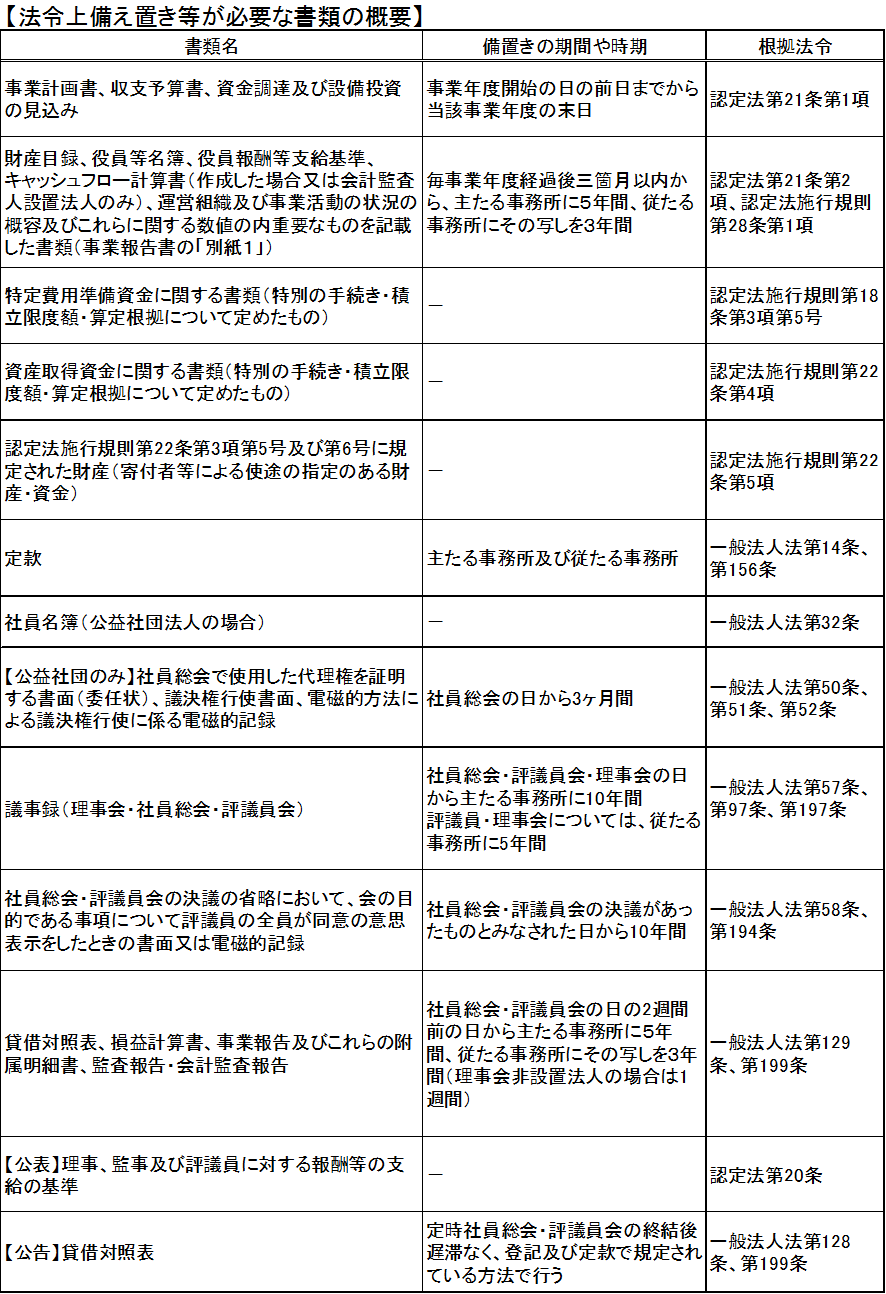 【法令上備え置き等が必要な書類の概要】
書類名
備置きの期間や時期
根拠法令
事業計画書、収支予算書、資金調達及び設備投資
の見込み
事業年度開始の日の前日までから
当該事業年度の末日
認定法第21条第1項
財産目録、役員等名簿、役員報酬等支給基準、
キャッシュフロー計算書（作成した場合又は会計監査
人設置法人のみ）、運営組織及び事業活動の状況の
概容及びこれらに関する数値の内重要なものを記載
した書類（事業報告書の「別紙１」）
毎事業年度経過後三箇月以内か
ら、主たる事務所に５年間、従たる
事務所にその写しを３年間
認定法第21条第2
項、認定法施行規則
第28条第1項
特定費用準備資金に関する書類（特別の手続き・積
立限度額・算定根拠について定めたもの）
－
認定法施行規則第18
条第3項第5号
資産取得資金に関する書類（特別の手続き・積立限
度額・算定根拠について定めたもの）
－
認定法施行規則第22
条第4項
認定法施行規則第22条第3項第5号及び第6号に規
定された財産（寄付者等による使途の指定のある財
産・資金）
－
認定法施行規則第22
条第5項
定款
主たる事務所及び従たる事務所
一般法人法第14条、
第156条
社員名簿（公益社団法人の場合）
－
一般法人法第32条
【公益社団のみ】社員総会で使用した代理権を証明
する書面（委任状）、議決権行使書面、電磁的方法に
よる議決権行使に係る電磁的記録
社員総会の日から3ヶ月間
一般法人法第50条、
第51条、第52条
議事録（理事会・社員総会・評議員会）
社員総会・評議員会・理事会の日
から主たる事務所に10年間
評議員・理事会については、従たる
事務所に5年間
一般法人法第57条、
第97条、第197条
社員総会・評議員会の決議の省略において、会の目
的である事項について評議員の全員が同意の意思
表示をしたときの書面又は電磁的記録
社員総会・評議員会の決議があっ
たものとみなされた日から10年間
一般法人法第58条、
第194条
貸借対照表、損益計算書、事業報告及びこれらの附
属明細書、監査報告・会計監査報告
社員総会・評議員会の日の2週間
前の日から主たる事務所に５年
間、従たる事務所にその写しを３年
間（理事会非設置法人の場合は1
週間）
一般法人法第129
条、第199条
【公表】理事、監事及び評議員に対する報酬等の支
給の基準
－
認定法第20条
【公告】貸借対照表
定時社員総会・評議員会の終結後
遅滞なく、登記及び定款で規定され
ている方法で行う
一般法人法第128
条、第199条